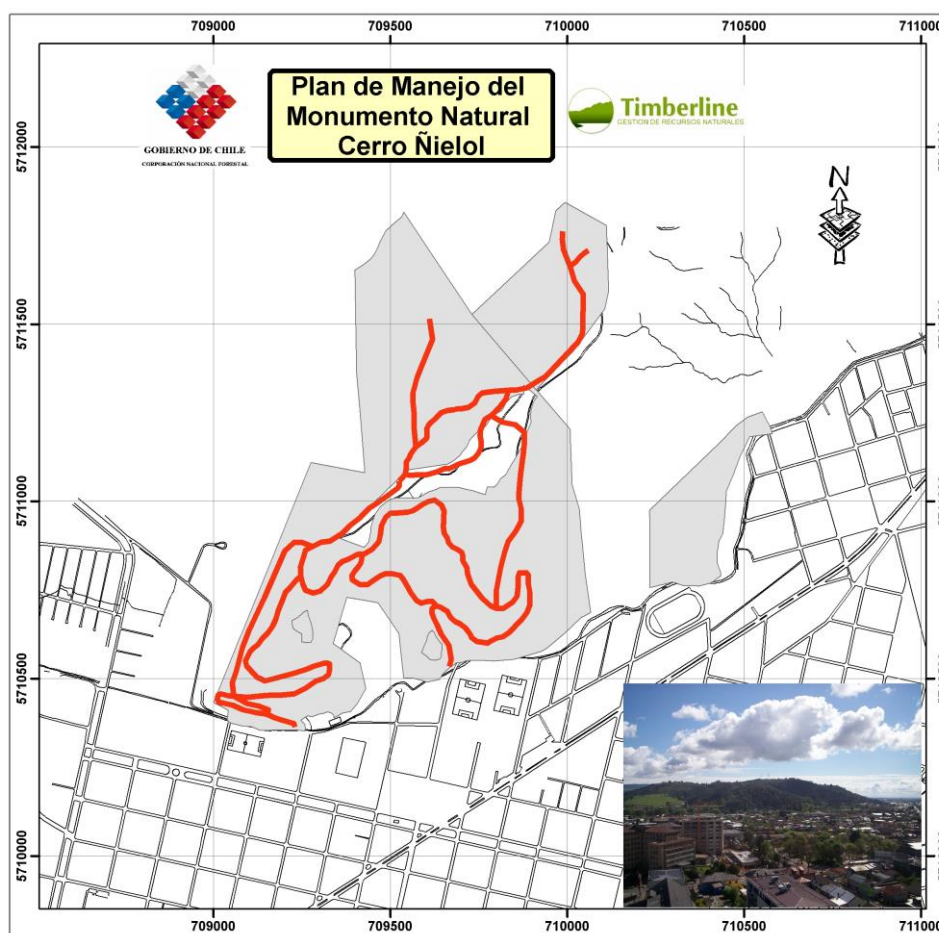 709000 709500 710000 710500 711000
Plan de Manejo del
Monumento Natural
Cerro Ñielol
GOBIERNO DE CHILE
CORPORACIÓN NACIONAL FORESTAL
Timberline
GESTION DE RECURSOS NATURALES
N
5712000
5711500
5711000
5710500
5710000
709000 709500 710000 710500 711000